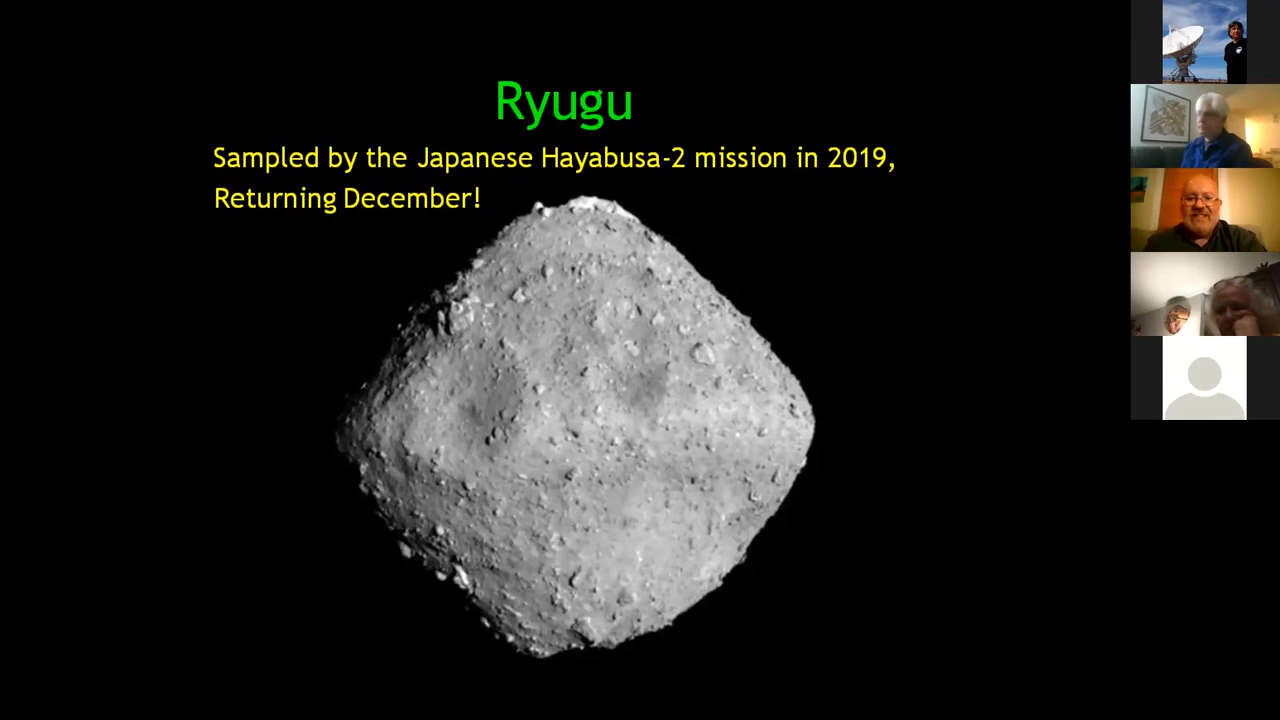 Ryugu
Sampled by the Japanese Hayabusa-2 mission in 2019,
Returning December!